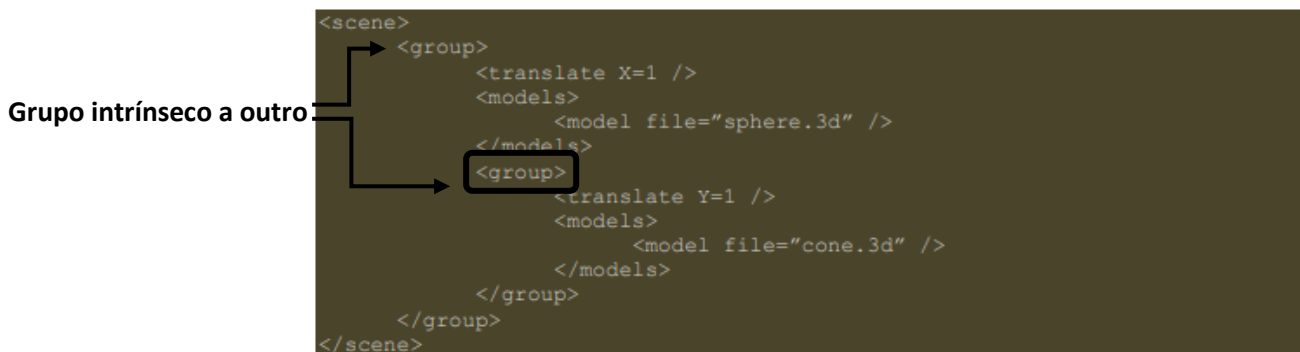 <scene>
<group>
<translate X=1 />
<models>
Grupo intrínseco a outro
<model file="sphere.3d" />
</models>
<group>
<translate Y=1 />
<models>
<model file="cone.3d" />
</models>
</group>
</group>
</scene>